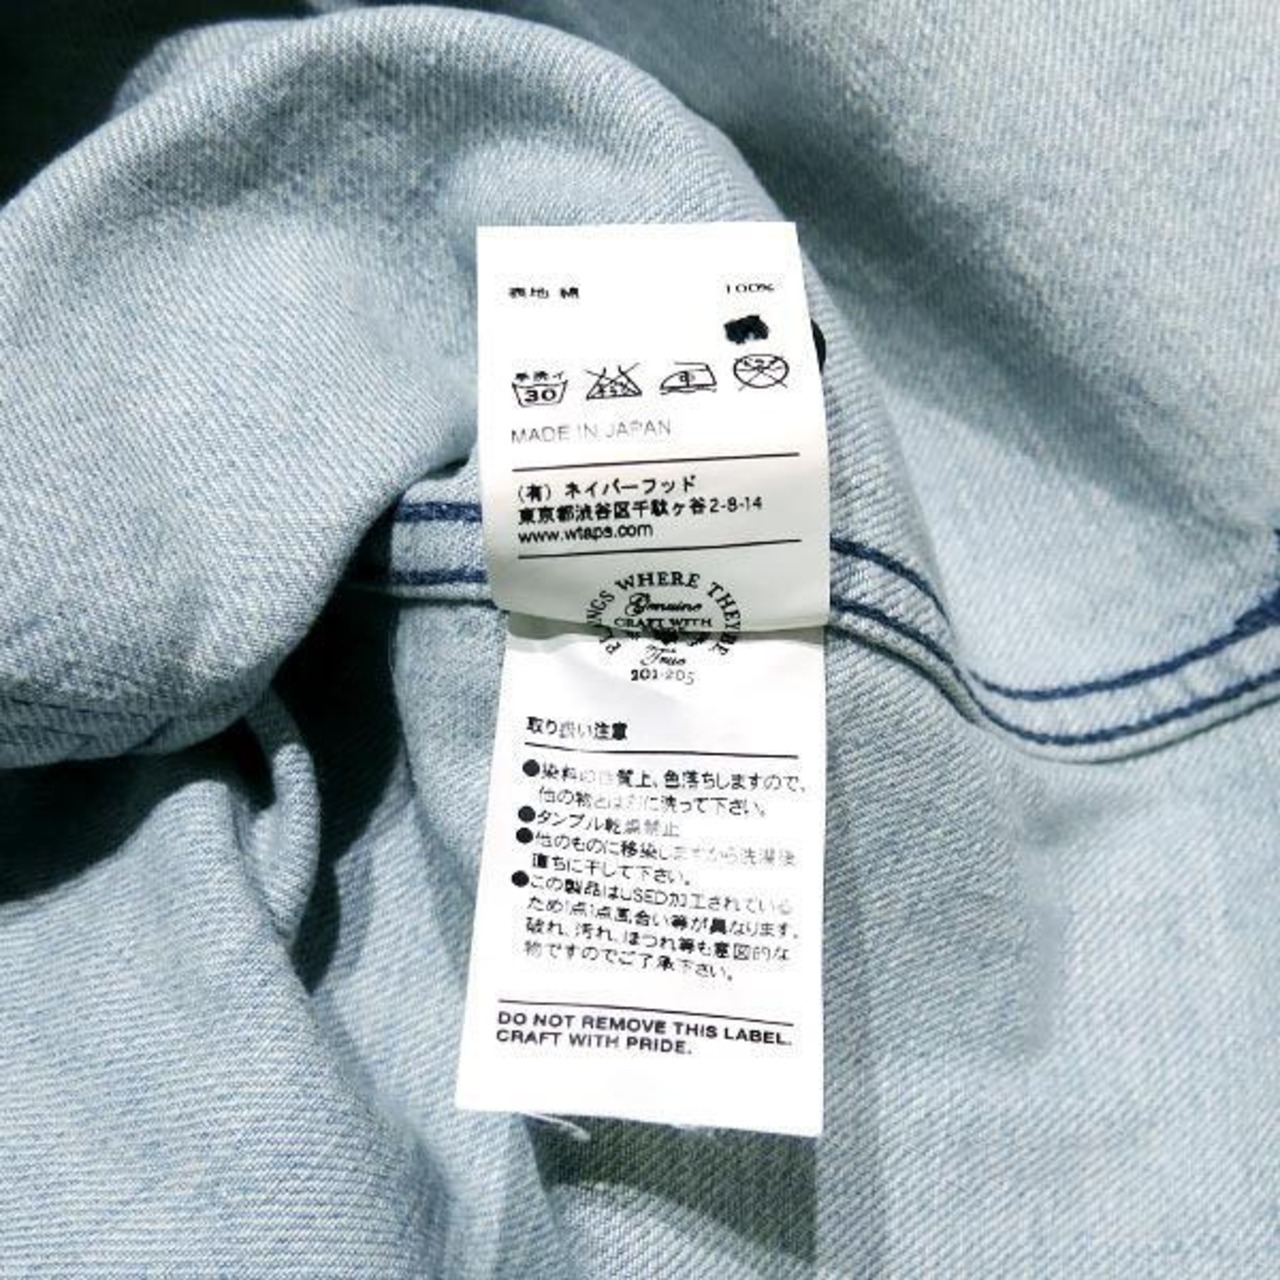 表地 綿 100%
手洗イ
30
MADE IN JAPAN
(有) ネイバーフッド
東京都渋谷区千駄ヶ谷2-8-14
www.wtaps.com
WHERE THEY
Genuine
CRAFT WITH
True
201-205
取り扱い注意
●染料の性質上、色落ちしますので、
他の物とは別に洗って下さい。
●タンブル乾燥禁止
●他のものに移染しますから洗濯後
直ちに干して下さい。
●この製品はUSED加工されている
ため1点1点風合い等が異なります。
破れ、汚れ、ほつれ等も意図的な
物ですのでご了承下さい。
DO NOT REMOVE THIS LABEL.
CRAFT WITH PRIDE.